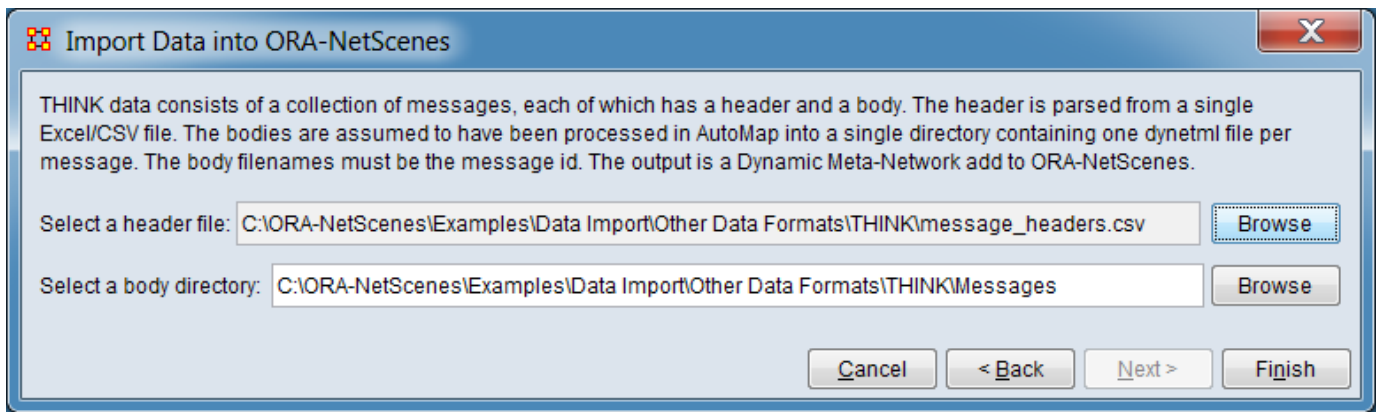 Import Data into ORA-NetScenes
X
THINK data consists of a collection of messages, each of which has a header and a body. The header is parsed from a single
Excel/CSV file. The bodies are assumed to have been processed in AutoMap into a single directory containing one dynetml file per
message. The body filenames must be the message id. The output is a Dynamic Meta-Network add to ORA-NetScenes.
Select a header file: C:\ORA-NetScenes\Examples\Data Import\Other Data Formats\THINK\message_headers.csv Browse
Select a body directory: C:\ORA-NetScenes\Examples\Data Import\Other Data Formats\THINK\Messages Browse
Cancel < Back Next > Finish